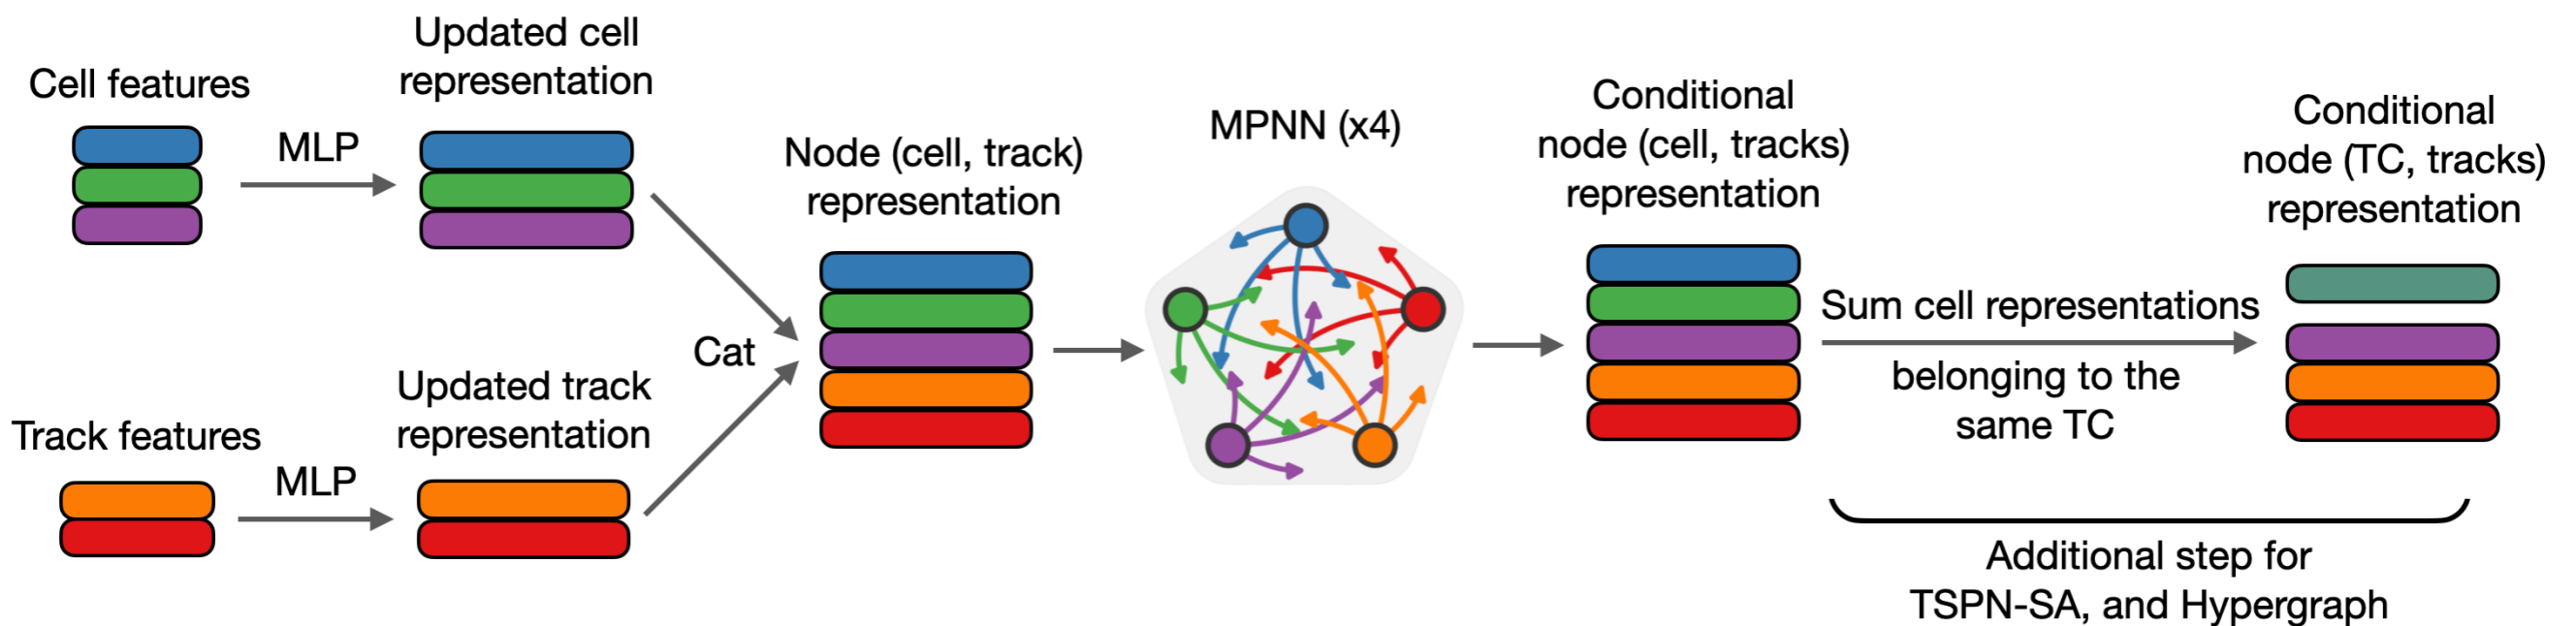 Cell features
MLP
Updated cell
representation
Track features
MLP
Updated track
representation
Cat
Node (cell, track)
representation
MPNN (x4)
Conditional
node (cell, tracks)
representation
Sum cell representations
belonging to the
same TC
Conditional
node (TC, tracks)
representation
Additional step for
TSPN-SA, and Hypergraph